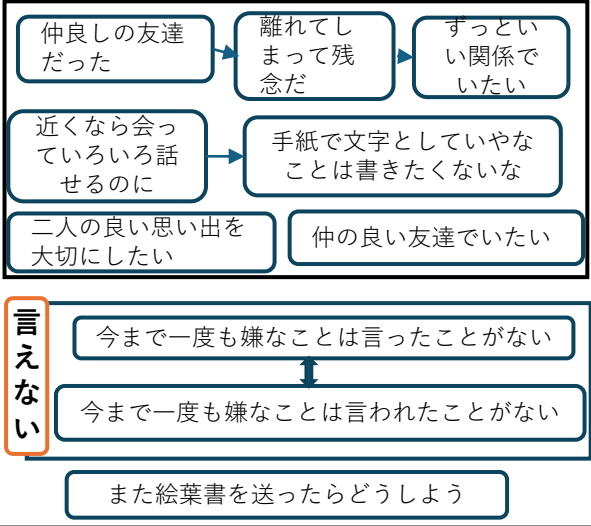 仲良しの友達
だった
離れてし
まって残
念だ
ずっとい
い関係で
いたい
近くなら会っ
ていろいろ話
せるのに
手紙で文字としていやな
ことは書きたくないな
二人の良い思い出を
大切にしたい
仲の良い友達でいたい
言えない
今まで一度も嫌なことは言ったことがない
今まで一度も嫌なことは言われたことがない
また絵葉書を送ったらどうしよう